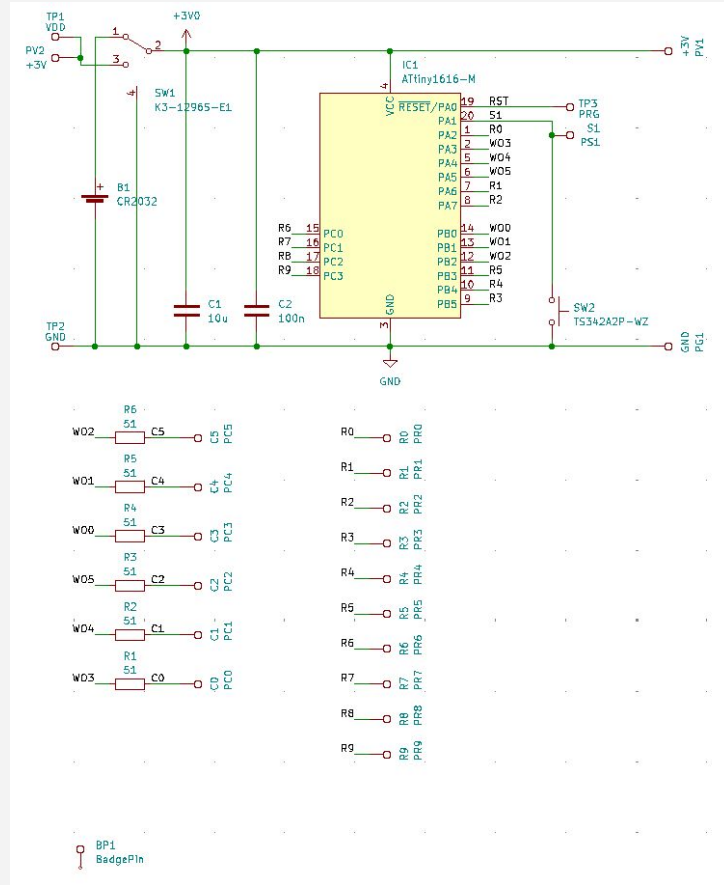 TP1
VDD
PV2
+3V
1
2
3
4
SW1
K3-1296S-E1
+3V0
B1
CR2032
C1
10u
C2
100n
TP2
GND
IC1
ATtiny1616-M
4
VCC
RESET/PA0 19 RST
PA1 20 S1
PA2 1 R0
PA3 2 WO3
PA4 5 WO4
PA5 6 WO5
PA6 7 R1
PA7 8 R2
PB0 14 WO0
PB1 13 WO1
PB2 12 WO2
PB3 11 R5
PB4 10 R4
PB5 9 R3
R6 15 PC0
R7 16 PC1
R8 17 PC2
R9 18 PC3
GND
3
GND
TP3
PRG
S1
PS1
SW2
TS342A2P-WZ
+3V
PV1
GND
PG1
R6
51
WO2 C5 C5 PC5
R5
51
WO1 C4 C4 PC4
R4
51
WO0 C3 C3 PC3
R3
51
WO5 C2 C2 PC2
R2
51
WO4 C1 C1 PC1
R1
51
WO3 C0 C0 PC0
R0 R0 PR0
R1 R1 PR1
R2 R2 PR2
R3 R3 PR3
R4 R4 PR4
R5 R5 PR5
R6 R6 PR6
R7 R7 PR7
R8 R8 PR8
R9 R9 PR9
BP1
BadgePin